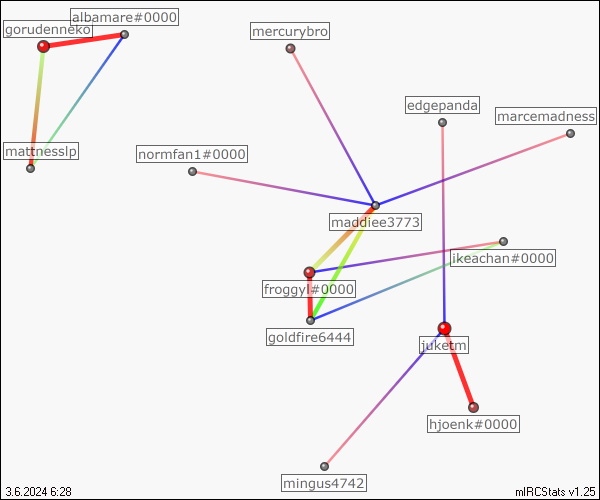 albamare#0000
gorudenneko
mercurybro
edgepanda
marcemadness
mattnesslp
normfan1#0000
maddiee3773
ikeachan#0000
froggyl#0000
goldfire6444
juketm
hjoenk#0000
mingus4742
3.6.2024 6:28
mIRCStats v1.25